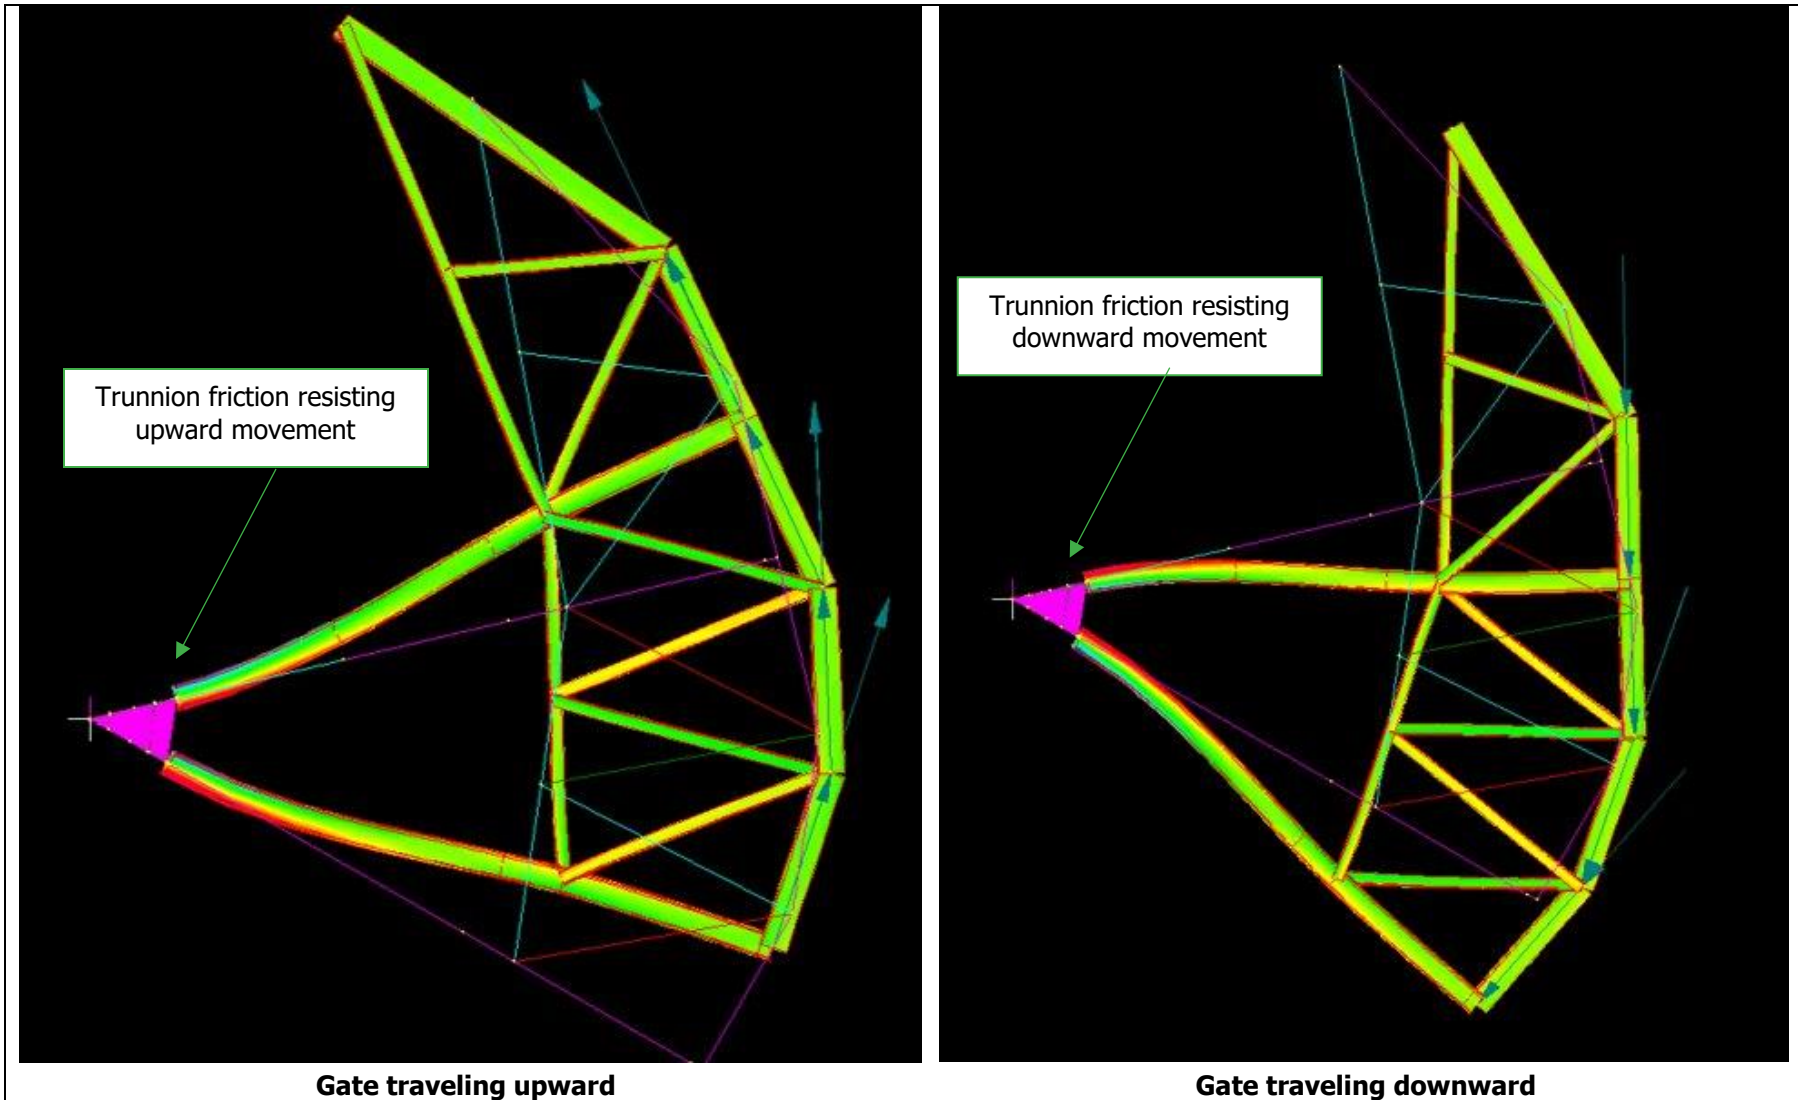 Trunnion friction resisting
upward movement
Trunnion friction resisting
downward movement
Gate traveling upward
Gate traveling downward